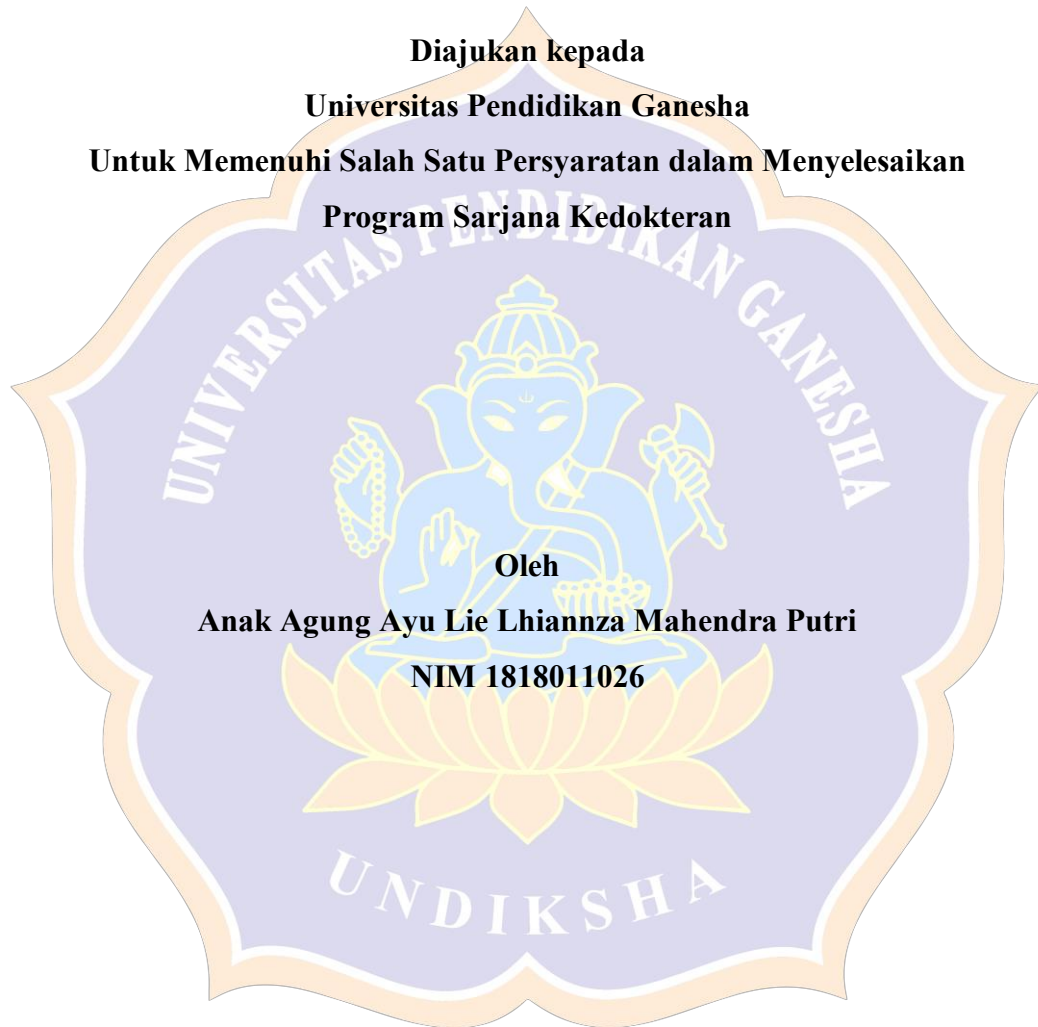 Diajukan kepada
Universitas Pendidikan Ganesha
Untuk Memenuhi Salah Satu Persyaratan dalam Menyelesaikan
Program Sarjana Kedokteran
UNIVERSITAS PENDIDIKAN GANESHA
Oleh
Anak Agung Ayu Lie Lhiannza Mahendra Putri
NIM 1818011026
UNDIKSHA